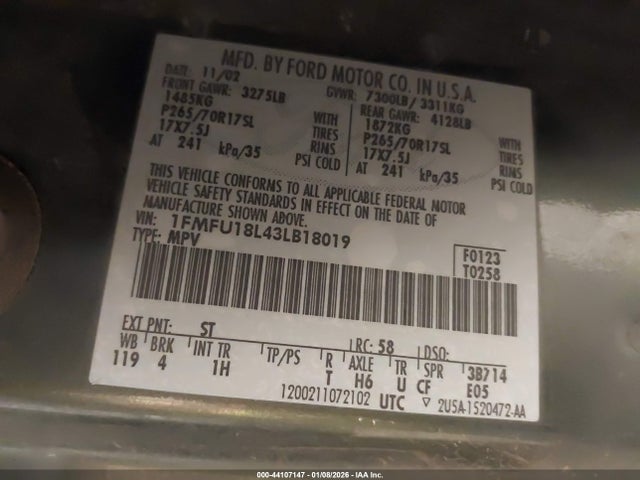 MFD. BY FORD MOTOR CO. IN U.S.A.
DATE: 11/02 GVWR: 7300LB/ 3311KG
FRONT GAWR: 3275LB REAR GAWR: 4128LB
1485KG WITH 1872KG WITH
P265/70R17SL TIRES P265/70R17SL TIRES
17X7.5J RIMS 17X7.5J RIMS
AT 241 kPa/35 PSI COLD AT 241 kPa/35 PSI COLD
THIS VEHICLE CONFORMS TO ALL APPLICABLE FEDERAL MOTOR
VEHICLE SAFETY STANDARDS IN EFFECT ON THE DATE OF
MANUFACTURE SHOWN ABOVE.
VIN: 1FMFU18L43LB18019
TYPE: MPV
F0123
T0258
EXT PNT: ST LRC: 58 DSO:
WB BRK INT TR TP/PS R AXLE TR SPR 3B714
119 4 1H T H6 U CF E05
1200211072102 UTC ▽ 2U5A-1520472-AA
000-44107147 - 01/08/2026 - IAA Inc.